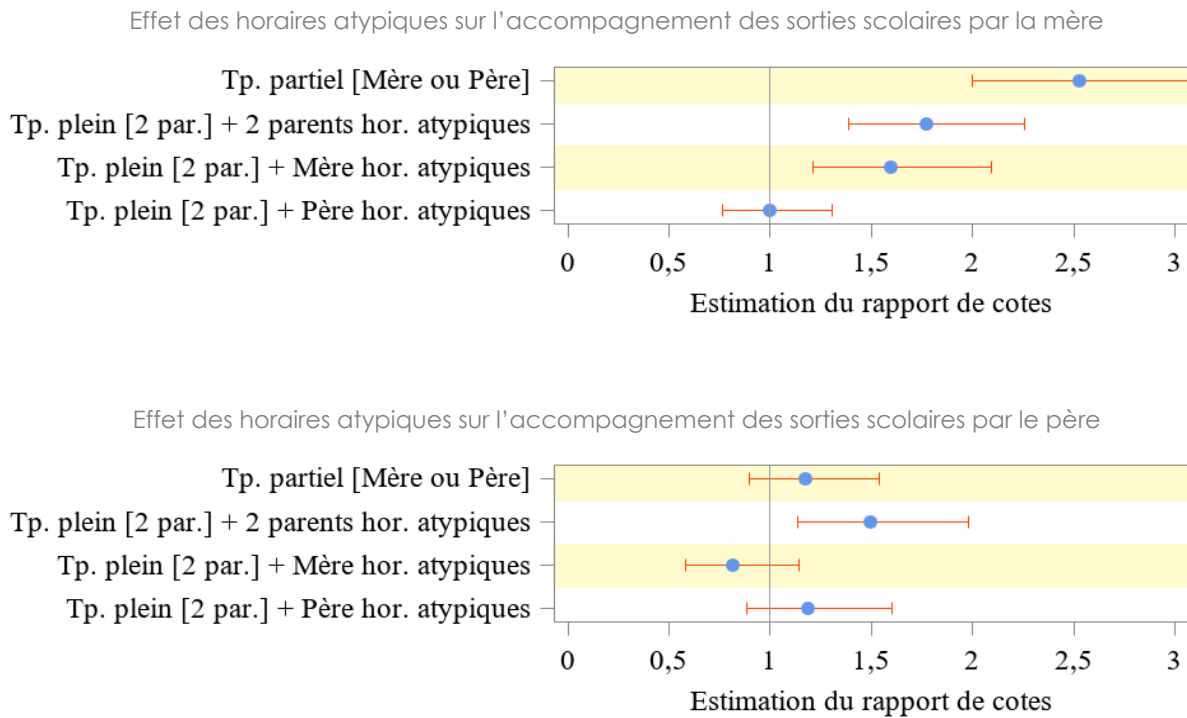 Effet des horaires atypiques sur l’accompagnement des sorties scolaires par la mère
Tp. partiel [Mère ou Père]
Tp. plein [2 par.] + 2 parents hor. atypiques
Tp. plein [2 par.] + Mère hor. atypiques
Tp. plein [2 par.] + Père hor. atypiques
0 0,5 1 1,5 2 2,5 3
Estimation du rapport de cotes
Effet des horaires atypiques sur l’accompagnement des sorties scolaires par le père
Tp. partiel [Mère ou Père]
Tp. plein [2 par.] + 2 parents hor. atypiques
Tp. plein [2 par.] + Mère hor. atypiques
Tp. plein [2 par.] + Père hor. atypiques
0 0,5 1 1,5 2 2,5 3
Estimation du rapport de cotes